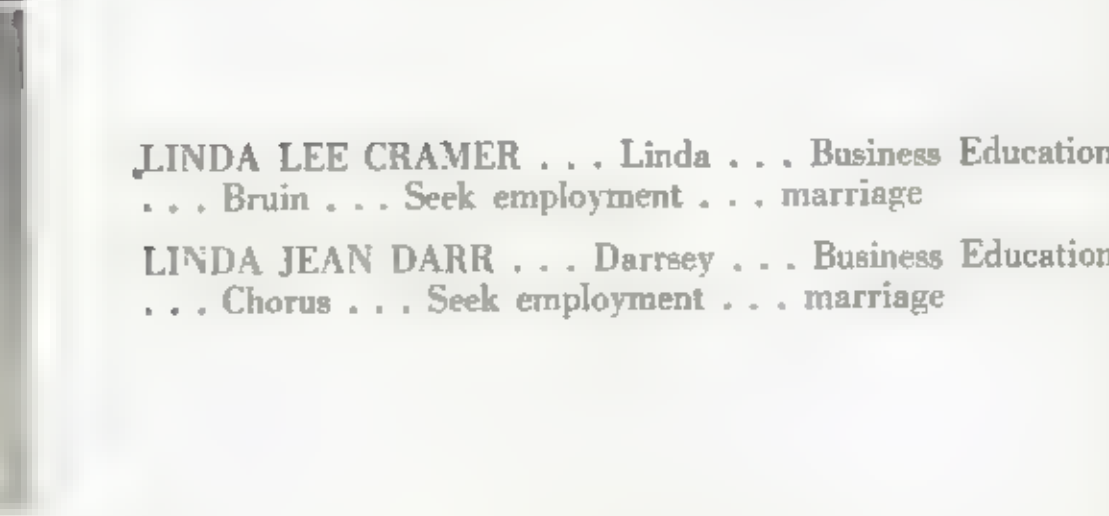 LINDA LEE CRAMER . . . Linda . . . Business Education
. . . Bruin . . . Seek employment . . . marriage
LINDA JEAN DARR . . . Darrsey . . . Business Education
. . . Chorus . . . Seek employment . . . marriage